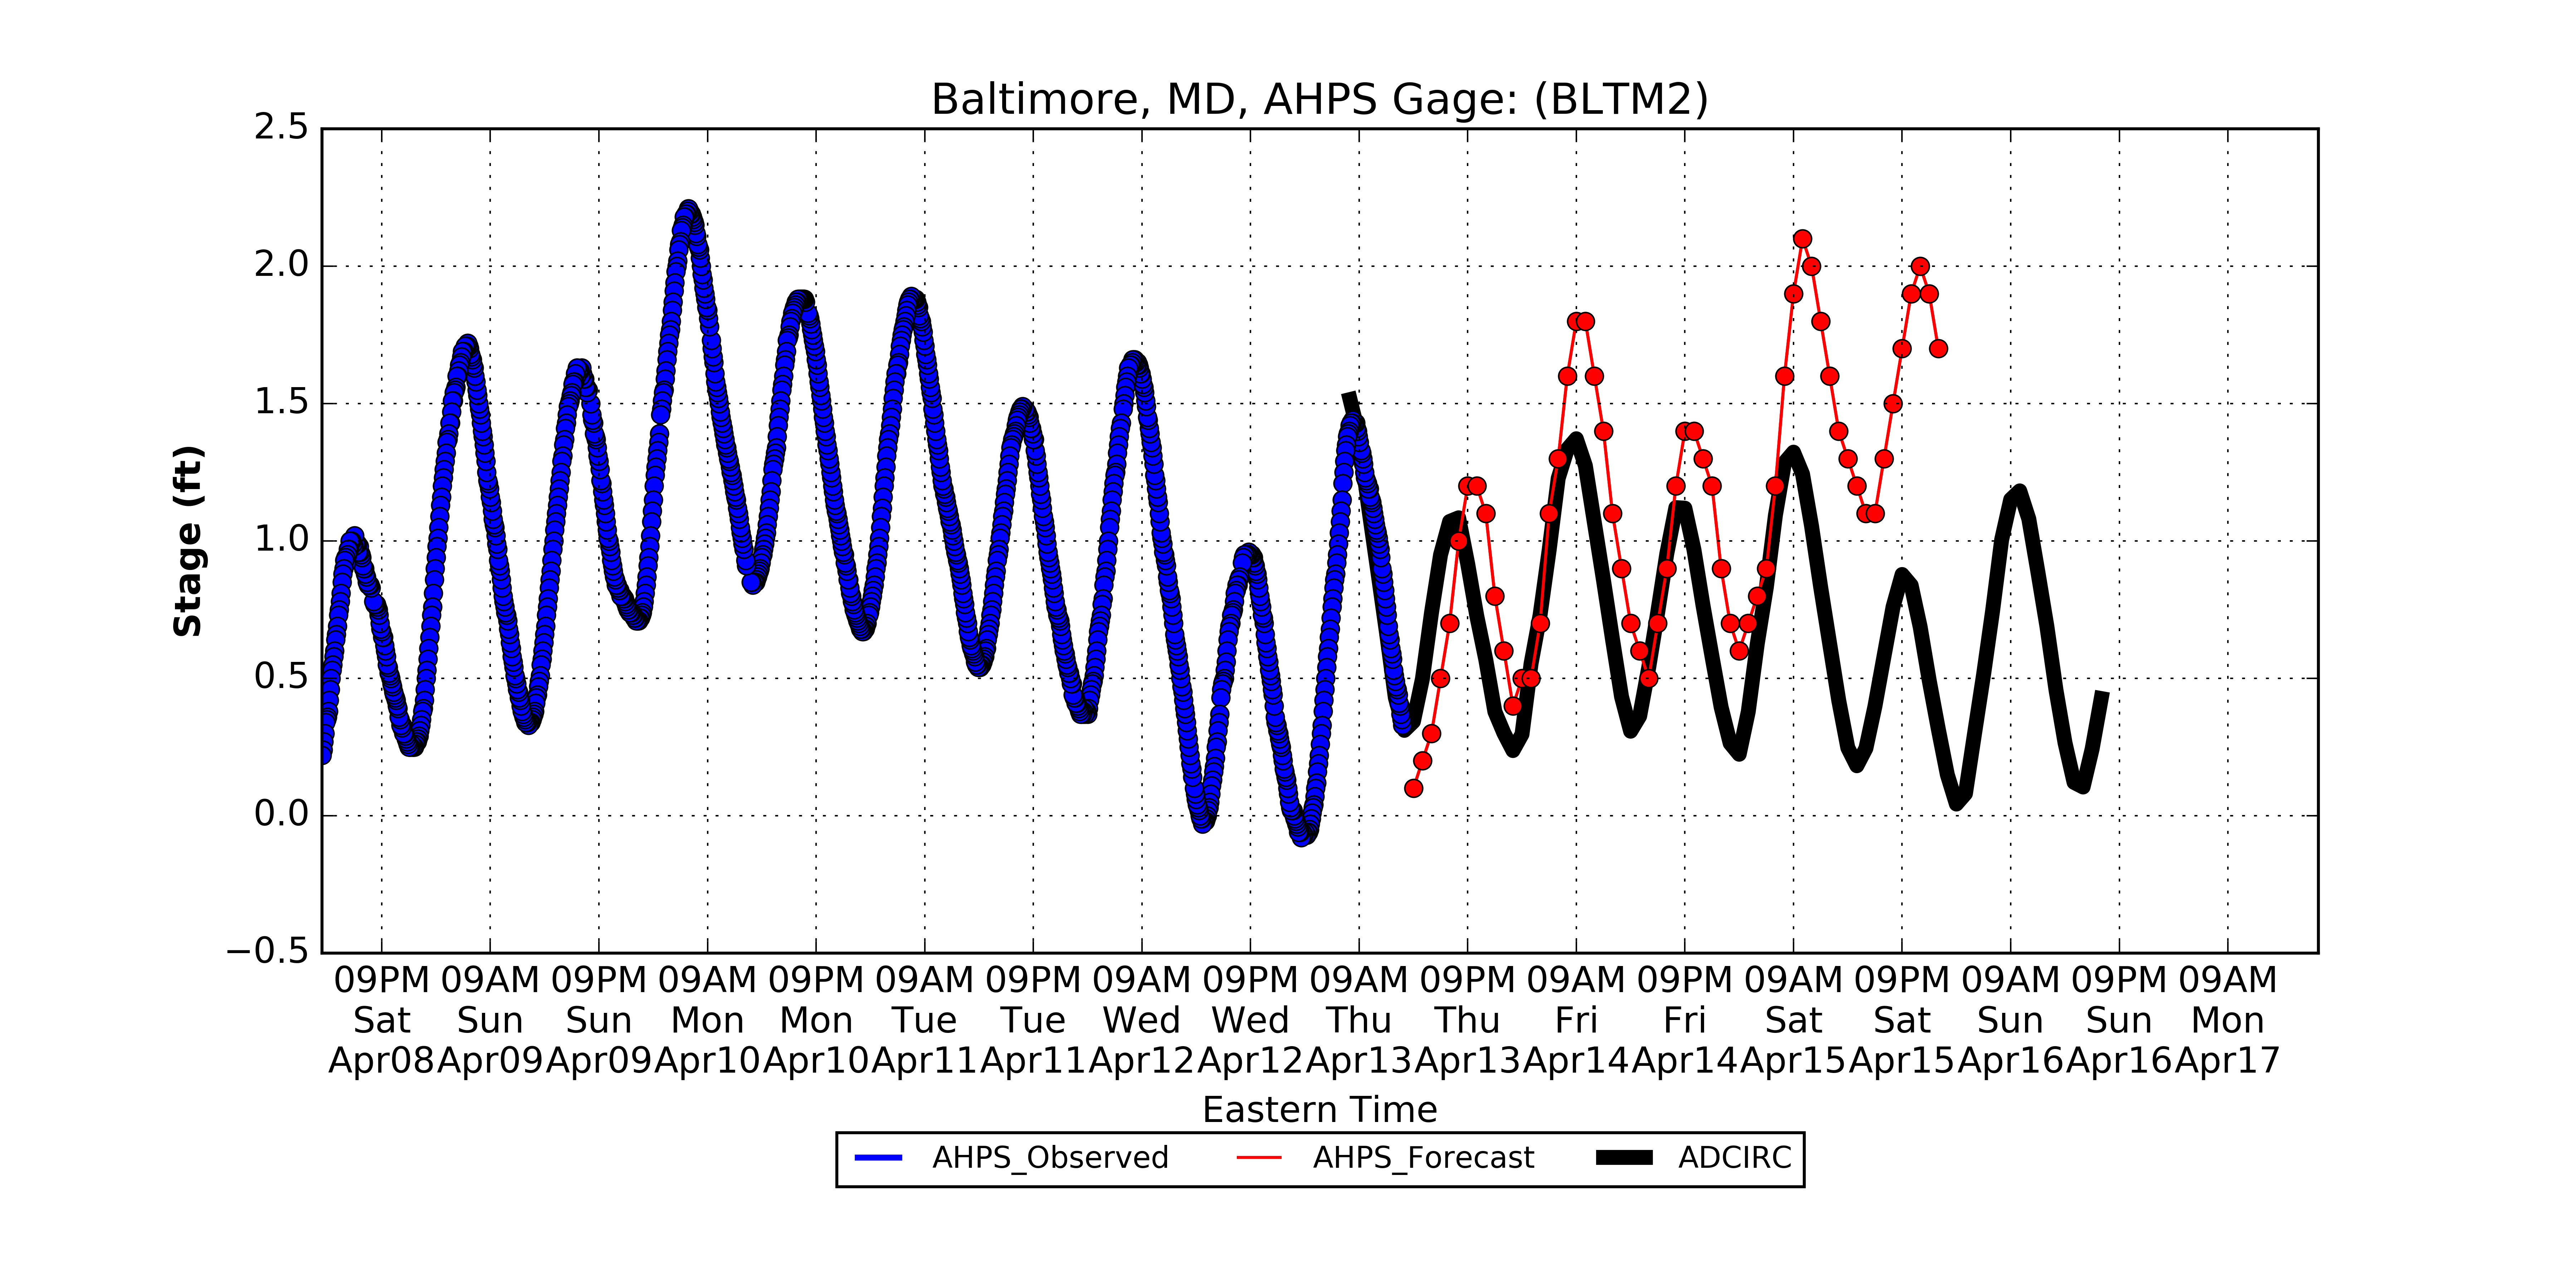 Baltimore, MD, AHPS Gage: (BLTM2)
2.5
2.0
1.5
1.0
0.5
0.0
−0.5
Stage (ft)
09PM 09AM 09PM 09AM 09PM 09AM 09PM 09AM 09PM 09AM 09PM 09AM 09PM 09AM 09PM 09AM 09PM 09AM
Sat Sun Sun Mon Mon Tue Tue Wed Wed Thu Thu Fri Fri Sat Sat Sun Sun Mon
Apr08 Apr09 Apr09 Apr10 Apr10 Apr11 Apr11 Apr12 Apr12 Apr13 Apr13 Apr14 Apr14 Apr15 Apr15 Apr16 Apr16 Apr17
Eastern Time
AHPS_Observed AHPS_Forecast ADCIRC